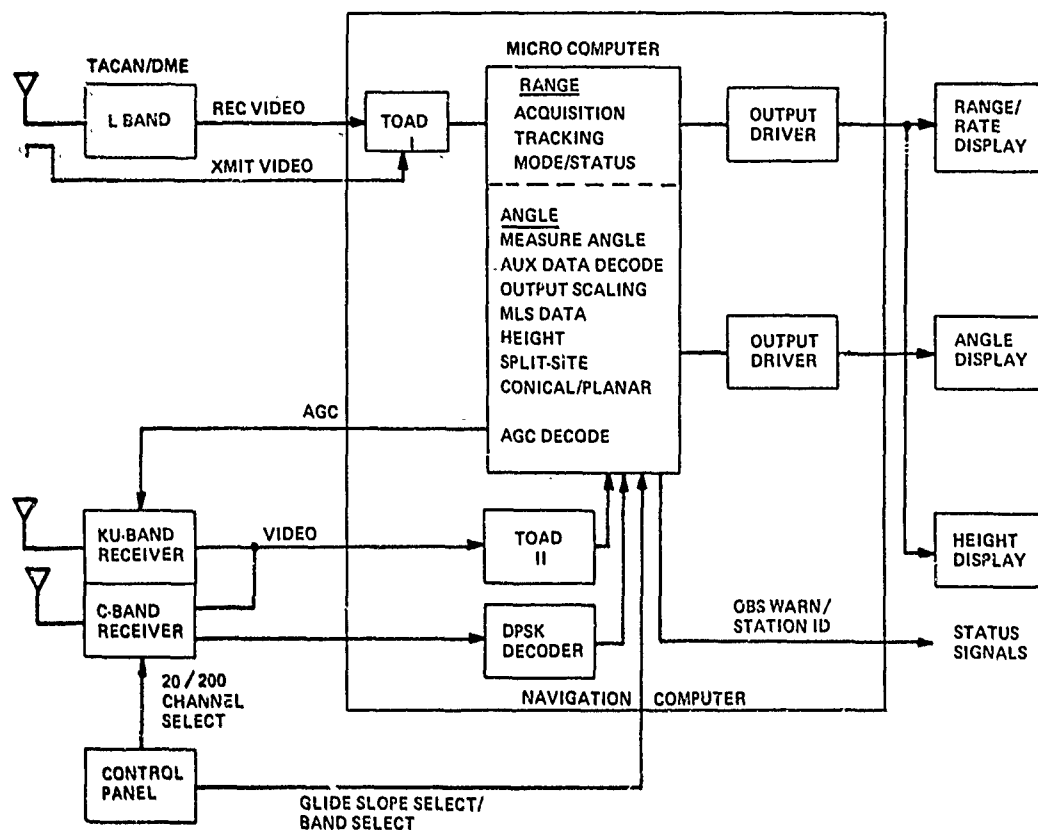 TACAN/DME
L BAND
REC VIDEO
XMIT VIDEO
TOAD
I
MICRO COMPUTER
RANGE
ACQUISITION
TRACKING
MODE/STATUS
ANGLE
MEASURE ANGLE
AUX DATA DECODE
OUTPUT SCALING
MLS DATA
HEIGHT
SPLIT-SITE
CONICAL/PLANAR
AGC DECODE
OUTPUT
DRIVER
RANGE/
RATE
DISPLAY
OUTPUT
DRIVER
ANGLE
DISPLAY
AGC
KU-BAND
RECEIVER
C-BAND
RECEIVER
VIDEO
TOAD
II
DPSK
DECODER
HEIGHT
DISPLAY
OBS WARN/
STATION ID
STATUS
SIGNALS
20/200
CHANNEL
SELECT
NAVIGATION COMPUTER
CONTROL
PANEL
GLIDE SLOPE SELECT/
BAND SELECT